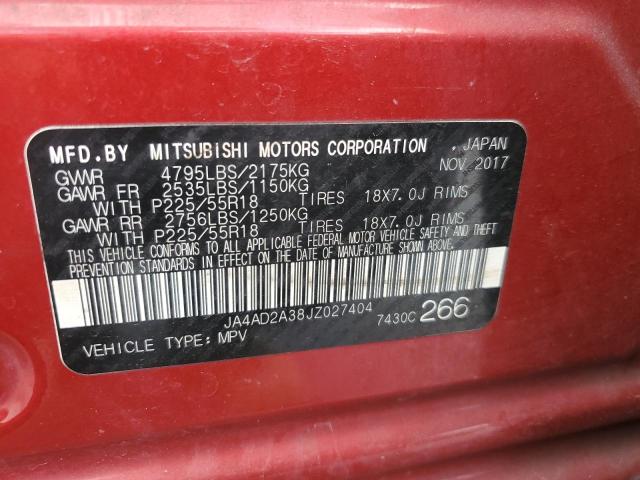 MFD. BY MITSUBISHI MOTORS CORPORATION , JAPAN
GVWR 4795LBS/2175KG NOV 2017
GAWR FR 2535LBS/1150KG
WITH P225/55R18 TIRES 18X7.0J RIMS
GAWR RR 2756LBS/1250KG
WITH P225/55R18 TIRES 18X7.0J RIMS
THIS VEHICLE CONFORMS TO ALL APPLICABLE FEDERAL MOTOR VEHICLE SAFETY AND THEFT
PREVENTION STANDARDS IN EFFECT ON THE DATE OF MANUFACTURE SHOWN ABOVE.
JA4AD2A38JZ027404
7430C 266
VEHICLE TYPE: MPV